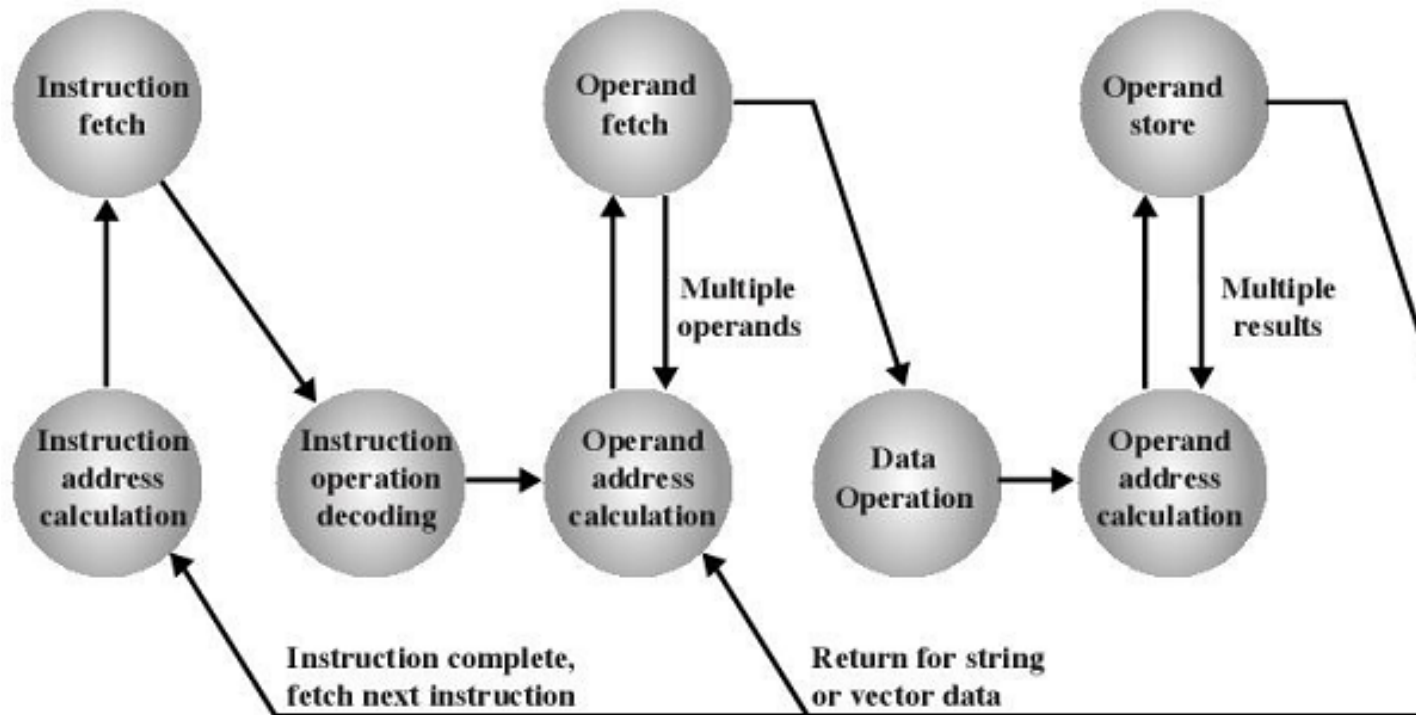 Instruction
fetch
Operand
fetch
Operand
store
Multiple
operands
Multiple
results
Instruction
address
calculation
Instruction
operation
decoding
Operand
address
calculation
Data
Operation
Operand
address
calculation
Instruction complete,
fetch next instruction
Return for string
or vector data